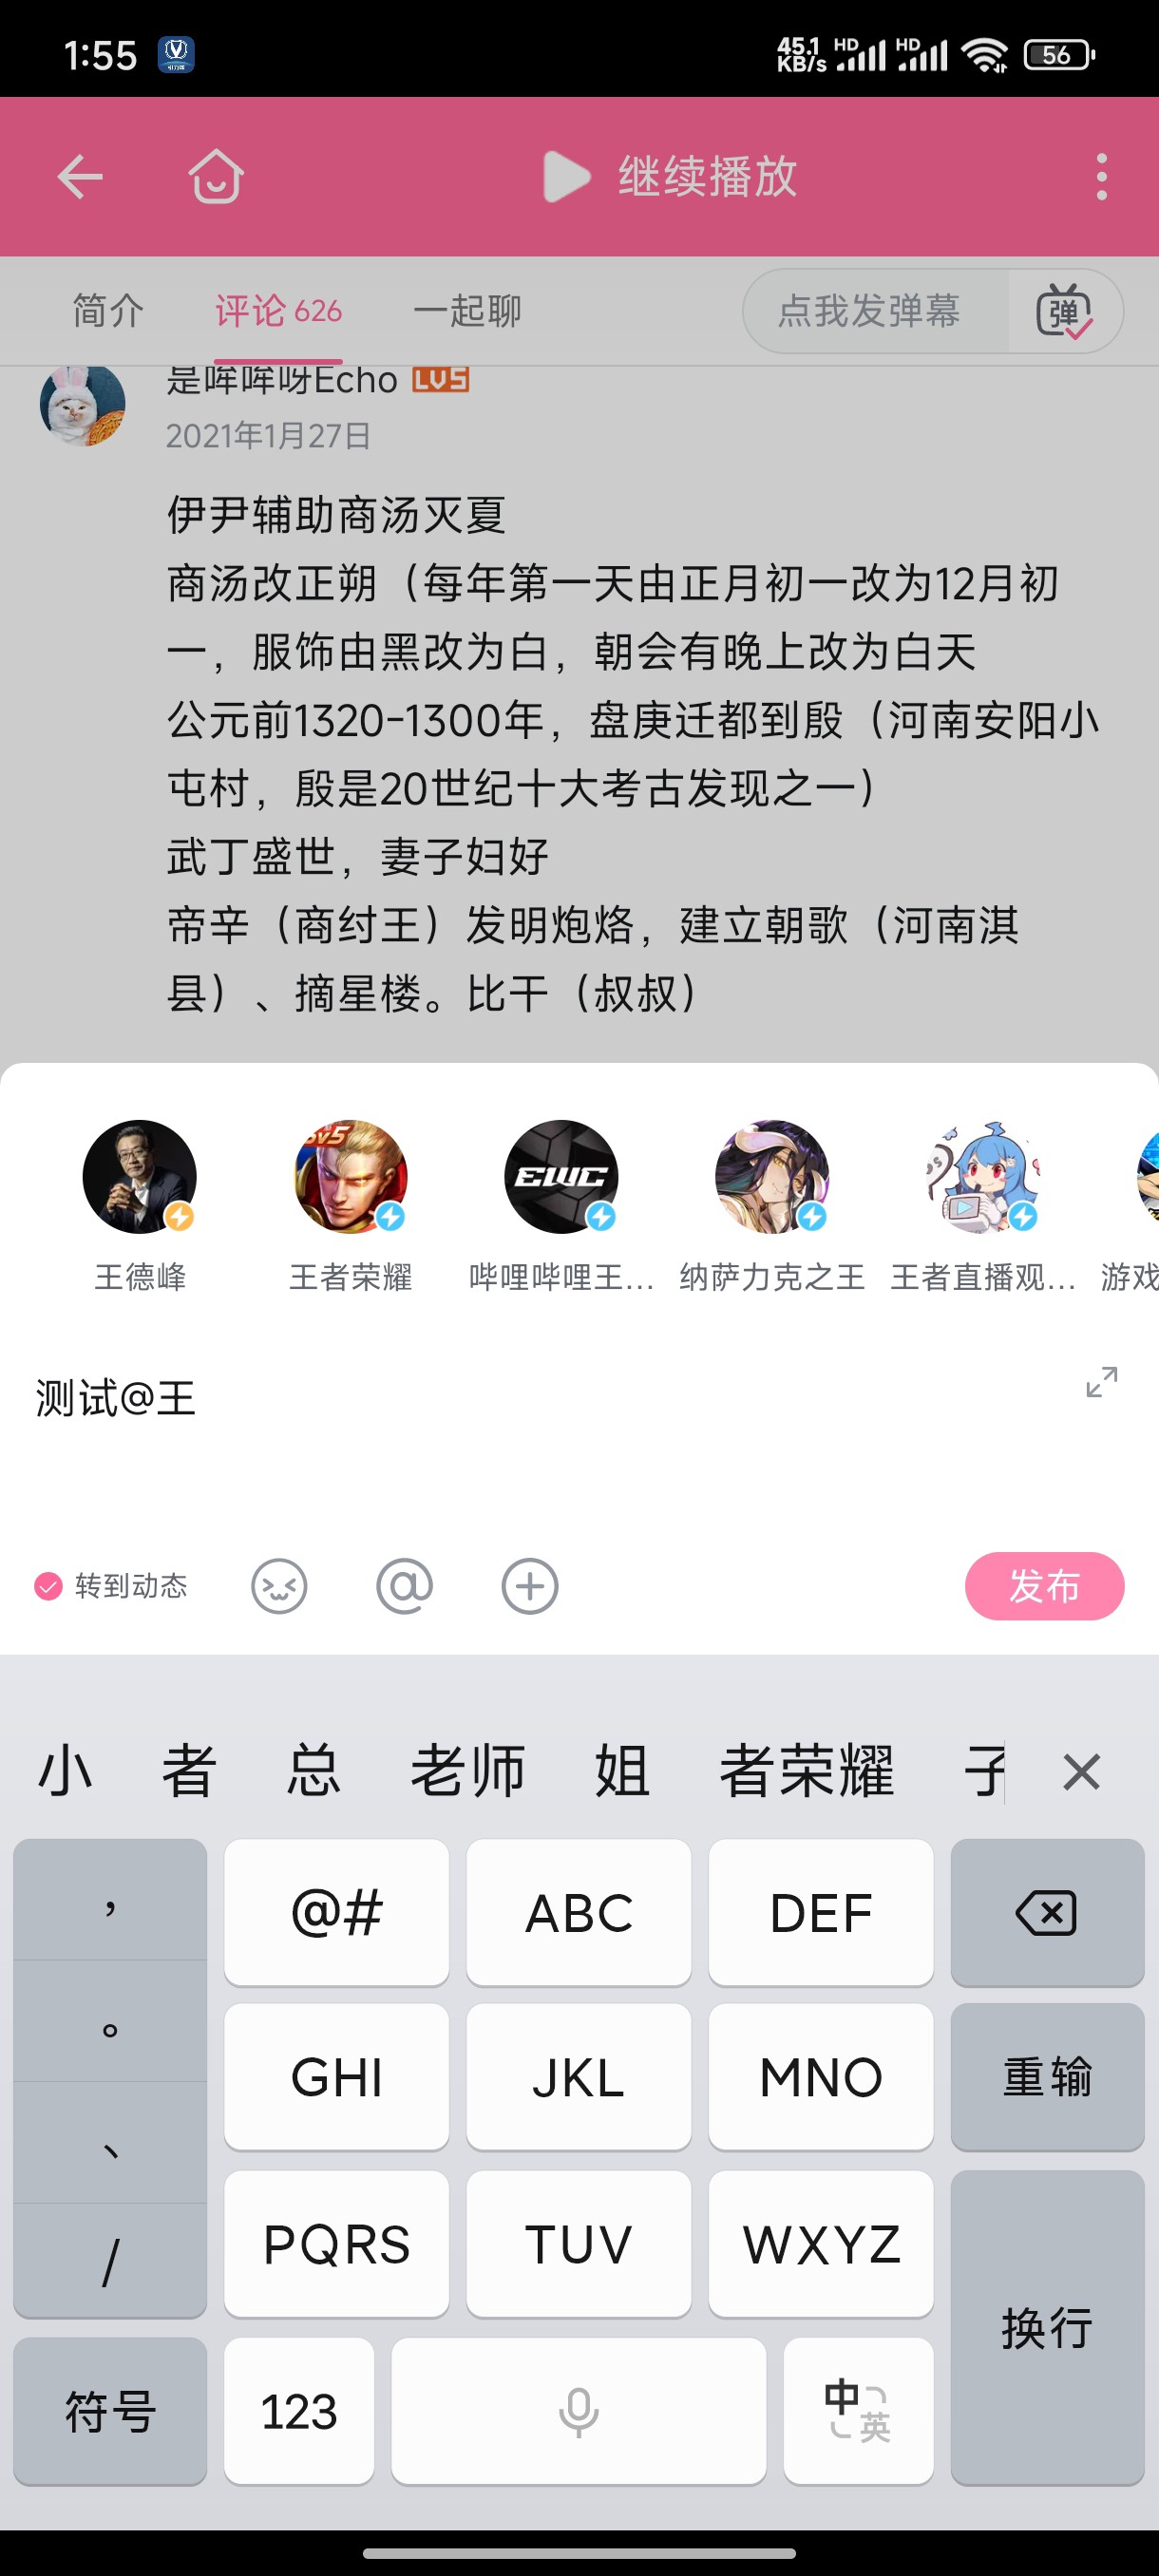 1:55
45.1 KB/s HD HD 56
继续播放
简介 评论 626 一起聊 点我发弹幕 弹
是哞哞呀Echo LV5
2021年1月27日
伊尹辅助商汤灭夏
商汤改正朔（每年第一天由正月初一改为12月初
一，服饰由黑改为白，朝会有晚上改为白天
公元前1320-1300年，盘庚迁都到殷（河南安阳小
屯村，殷是20世纪十大考古发现之一）
武丁盛世，妻子妇好
帝辛（商纣王）发明炮烙，建立朝歌（河南淇
县）、摘星楼。比干（叔叔）
5v5 EWC
王德峰 王者荣耀 哔哩哔哩王... 纳萨力克之王 王者直播观... 游戏
测试@王
转到动态 @ 发布
小 者 总 老师 姐 者荣耀 子
， @# ABC DEF
。 GHI JKL MNO 重输
、 PQRS TUV WXYZ
/ 换行
符号 123 中 英